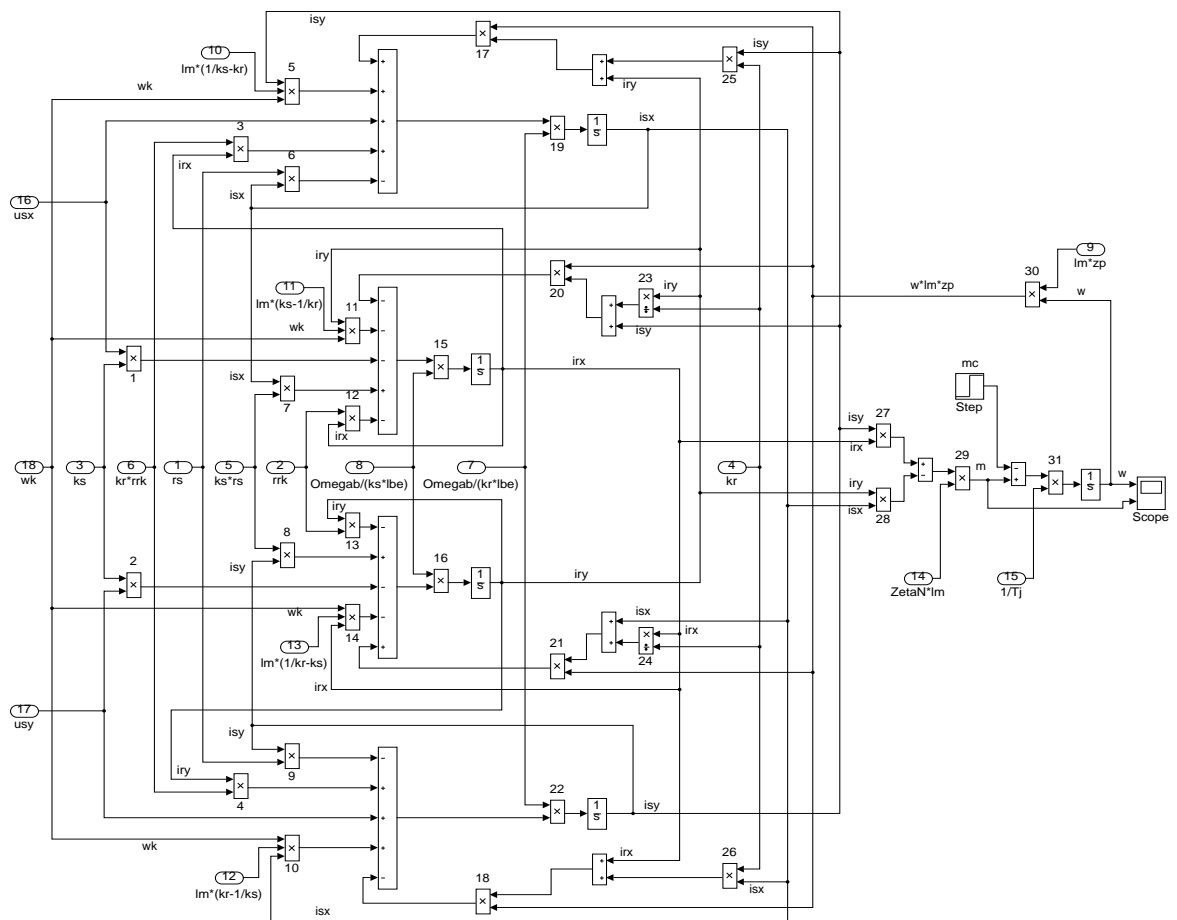 isy
17
10
lm*(1/ks-kr)
5
isy
25
iry
wk
isx
3
19
1
s
6
irx
isx
16
usx
iry
9
lm*zp
11
lm*(ks-1/kr)
11
20
23
iry
30
w*lm*zp
w
wk
isy
15
1
s
irx
mc
1
isx
7
12
Step
irx
isy
27
irx
18
wk
3
ks
6
kr*rrk
1
rs
5
ks*rs
2
rrk
8
Omegab/(ks*lbe)
7
Omegab/(kr*lbe)
4
kr
29
m
31
1
s
w
Scope
iry
isx
28
iry
13
8
isy
2
16
1
s
iry
14
ZetaN*lm
15
1/Tj
wk
14
isx
irx
24
21
13
lm*(1/kr-ks)
irx
17
usy
isy
9
iry
4
22
1
s
isy
wk
10
irx
26
isx
12
lm*(kr-1/ks)
18
isx